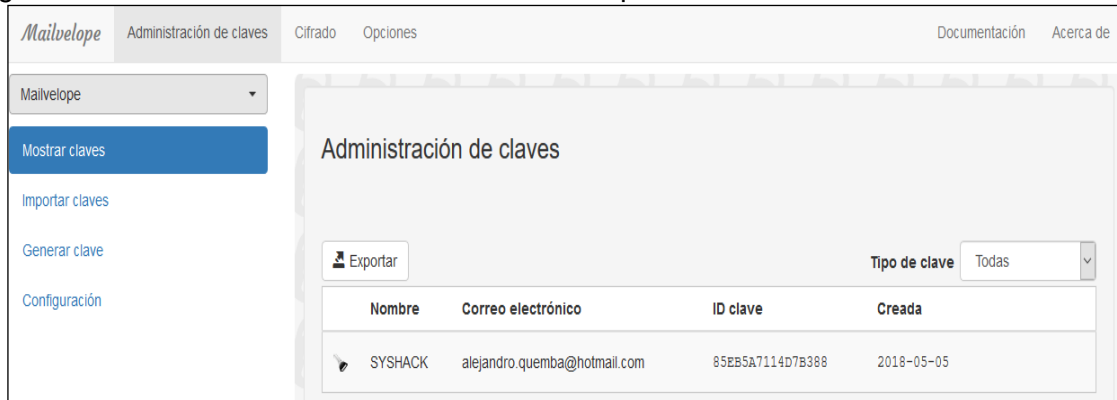 Mailvelope Administración de claves Cifrado Opciones Documentación Acerca de
Mailvelope
Mostrar claves
Importar claves
Generar clave
Configuración
Administración de claves
Exportar Tipo de clave Todas
Nombre Correo electrónico ID clave Creada
SYSHACK alejandro.quemba@hotmail.com 85EB5A7114D7B388 2018-05-05